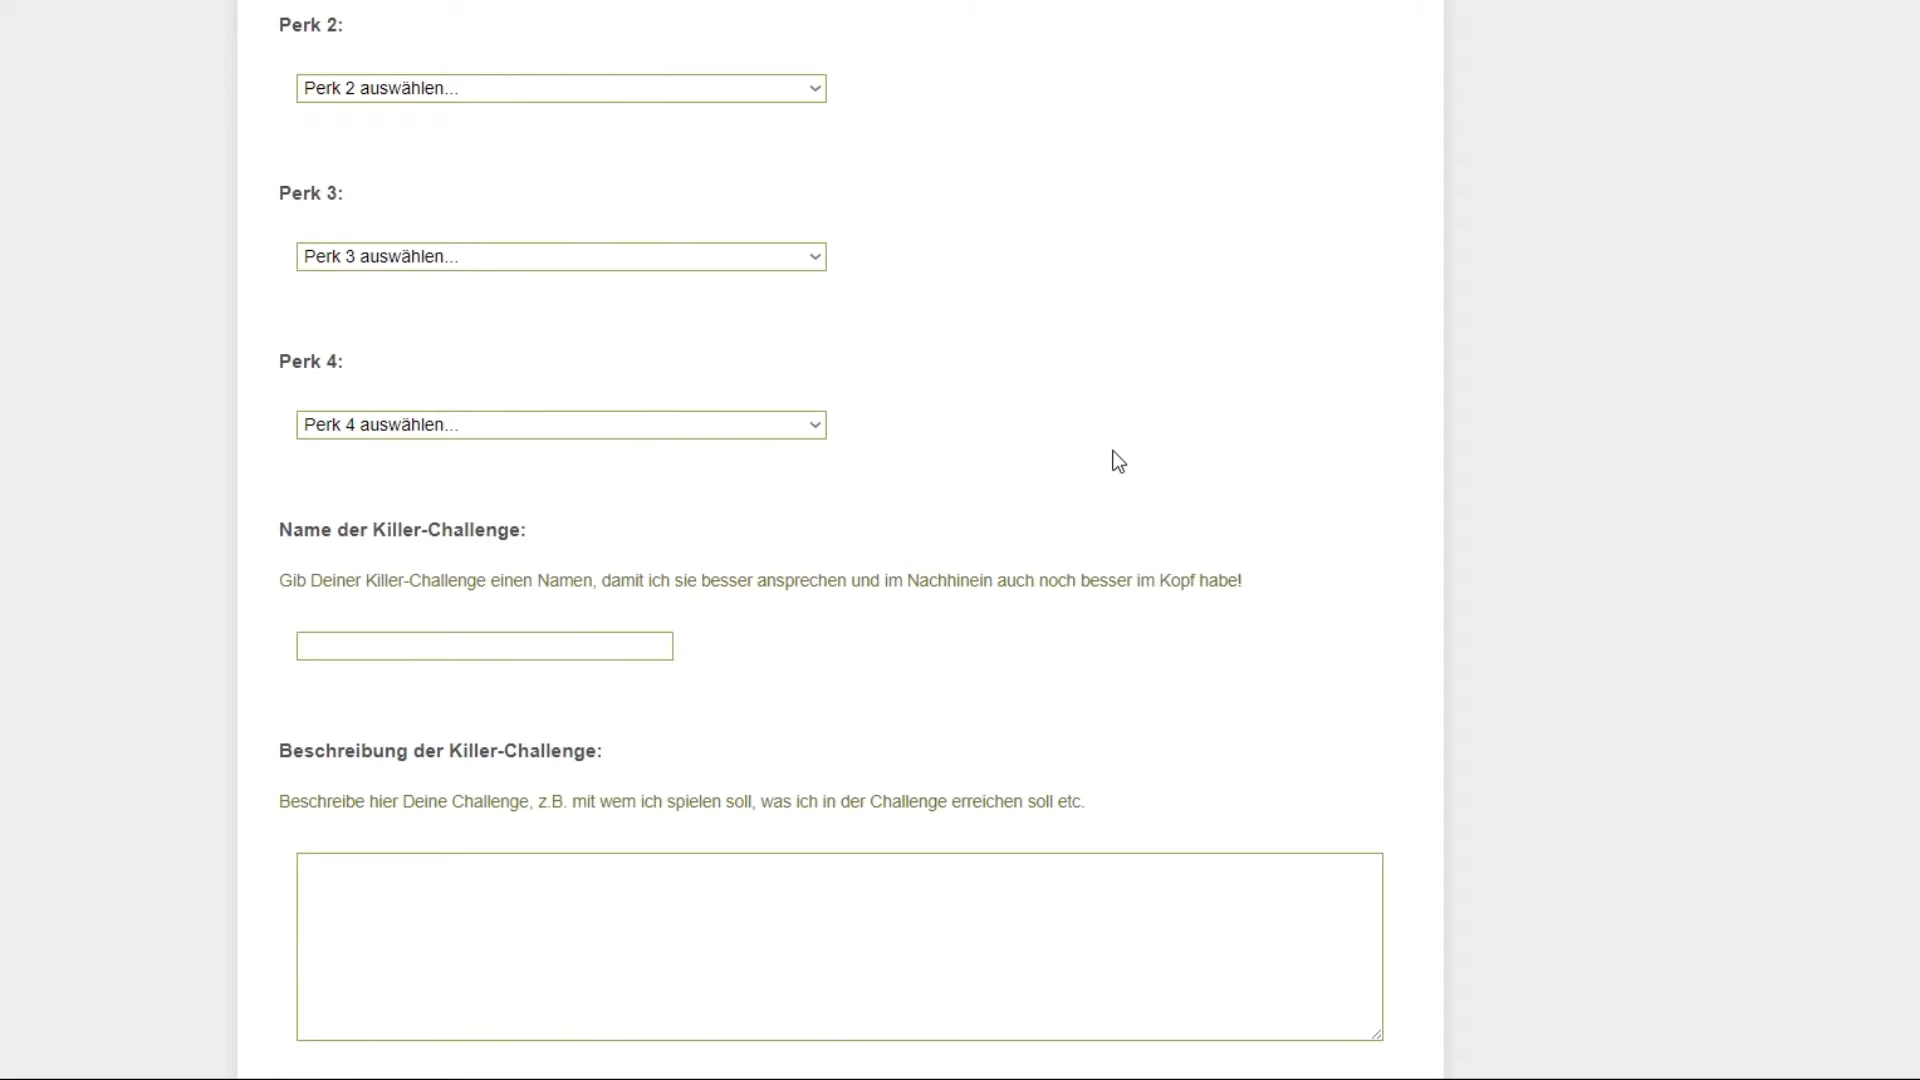 Perk 2:
Perk 2 auswählen...
Perk 3:
Perk 3 auswählen...
Perk 4:
Perk 4 auswählen...
Name der Killer-Challenge:
Gib Deiner Killer-Challenge einen Namen, damit ich sie besser ansprechen und im Nachhinein auch noch besser im Kopf habe!
Beschreibung der Killer-Challenge:
Beschreibe hier Deine Challenge, z.B. mit wem ich spielen soll, was ich in der Challenge erreichen soll etc.